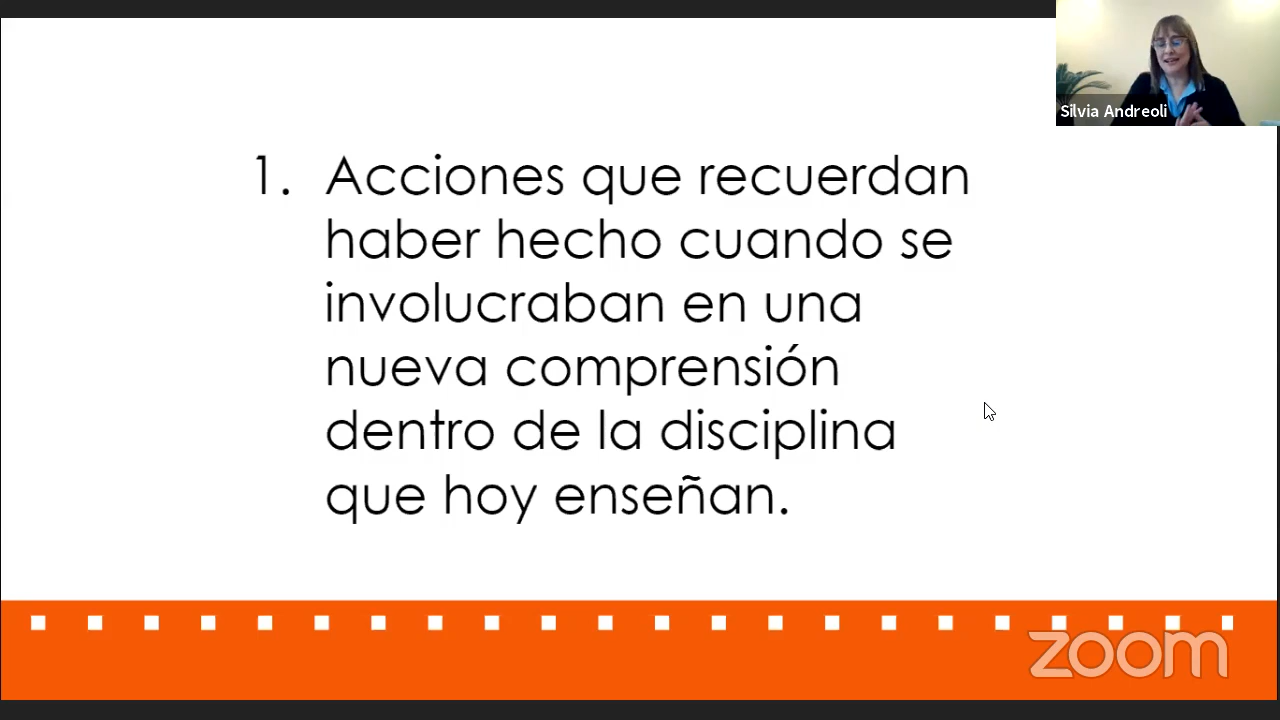 Silvia Andreoli
1. Acciones que recuerdan
haber hecho cuando se
involucraban en una
nueva comprensión
dentro de la disciplina
que hoy enseñan.
zoom